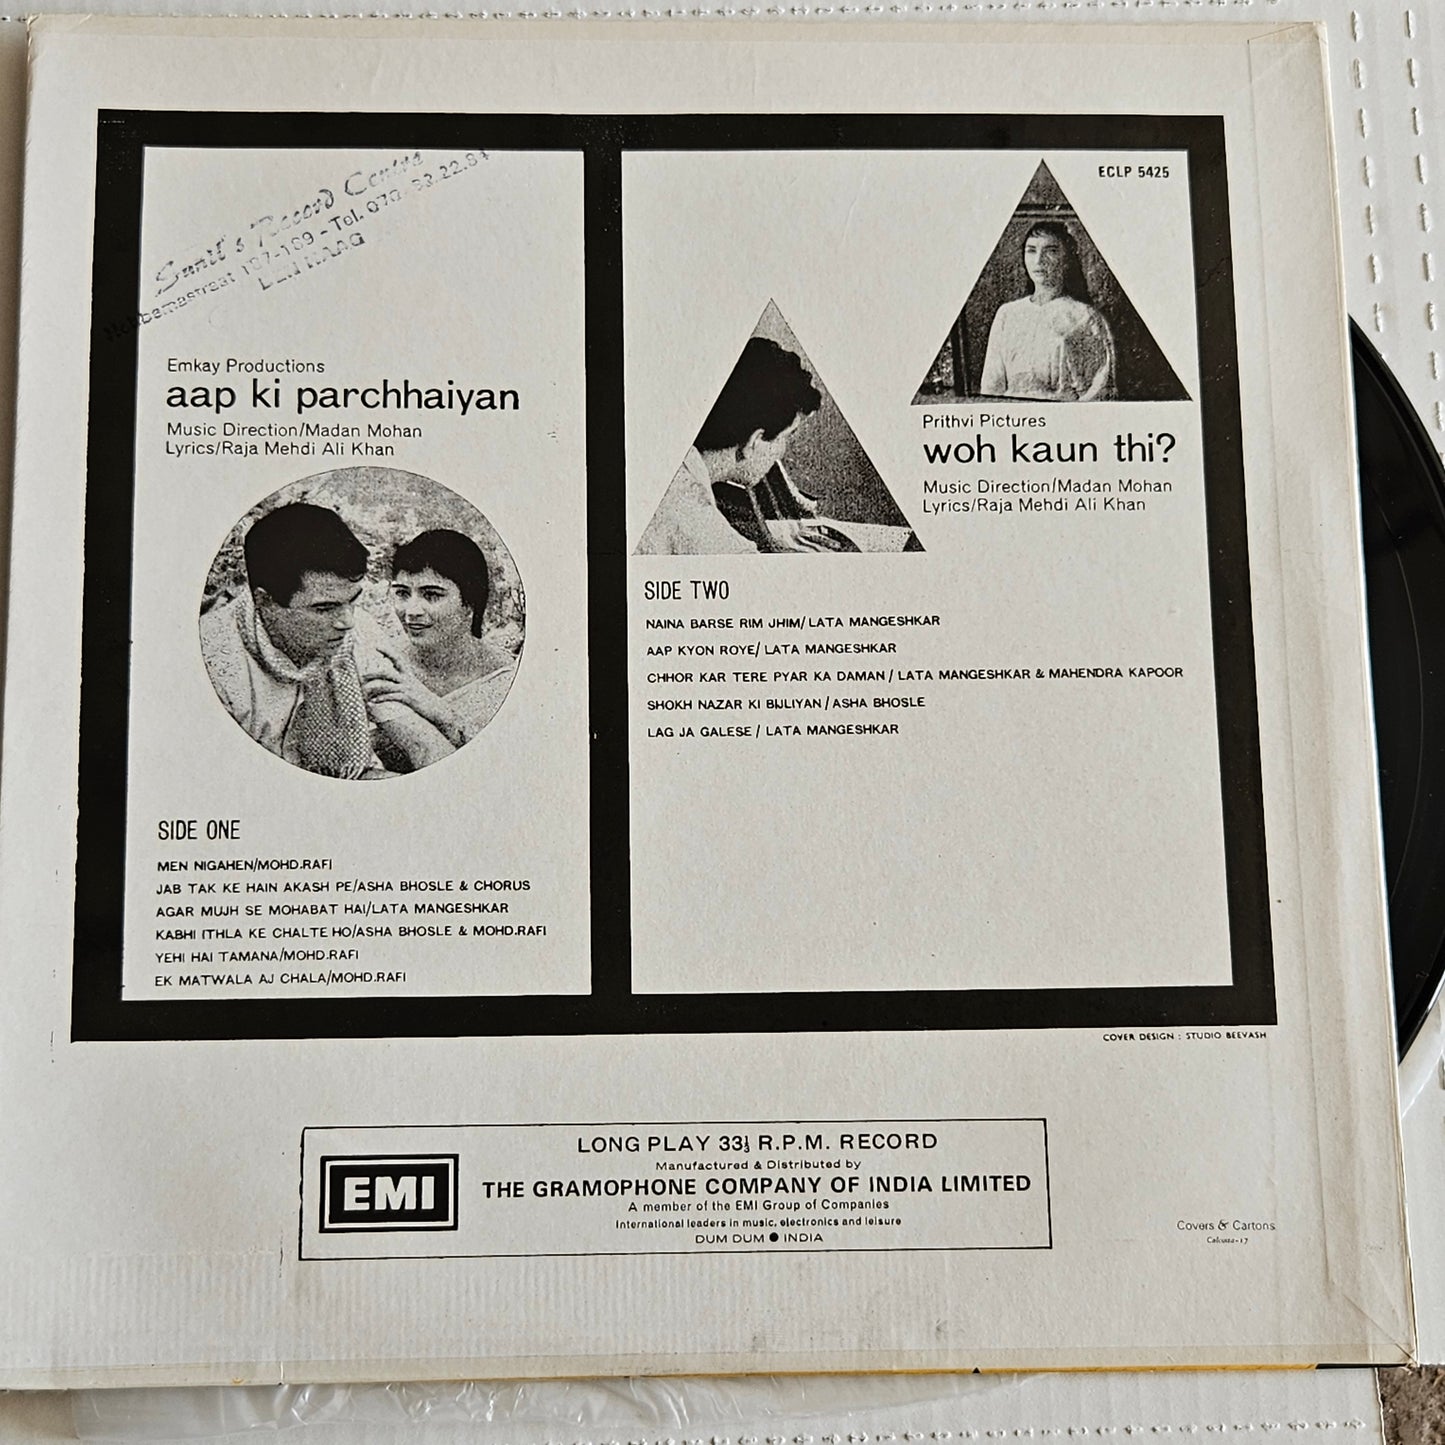 Sunil's Record Centre
Hobbemastraat 167-169 - Tel. 070-
DEN HAAG
Emkay Productions
aap ki parchhaiyan
Music Direction/Madan Mohan
Lyrics/Raja Mehdi Ali Khan
SIDE ONE
MEN NIGAHEN/MOHD.RAFI
JAB TAK KE HAIN AKASH PE/ASHA BHOSLE & CHORUS
AGAR MUJH SE MOHABAT HAI/LATA MANGESHKAR
KABHI ITHLA KE CHALTE HO/ASHA BHOSLE & MOHD.RAFI
YEHI HAI TAMANA/MOHD.RAFI
EK MATWALA AJ CHALA/MOHD.RAFI
ECLP 5425
Prithvi Pictures
woh kaun thi?
Music Direction/Madan Mohan
Lyrics/Raja Mehdi Ali Khan
SIDE TWO
NAINA BARSE RIM JHIM/ LATA MANGESHKAR
AAP KYON ROYE/ LATA MANGESHKAR
CHHOR KAR TERE PYAR KA DAMAN / LATA MANGESHKAR & MAHENDRA KAPOOR
SHOKH NAZAR KI BIJLIYAN / ASHA BHOSLE
LAG JA GALESE / LATA MANGESHKAR
COVER DESIGN : STUDIO BEEVASH
EMI
LONG PLAY 33⅓ R.P.M. RECORD
Manufactured & Distributed by
THE GRAMOPHONE COMPANY OF INDIA LIMITED
A member of the EMI Group of Companies
International leaders in music, electronics and leisure
DUM DUM ● INDIA
Covers & Cartons
Calcutta-17